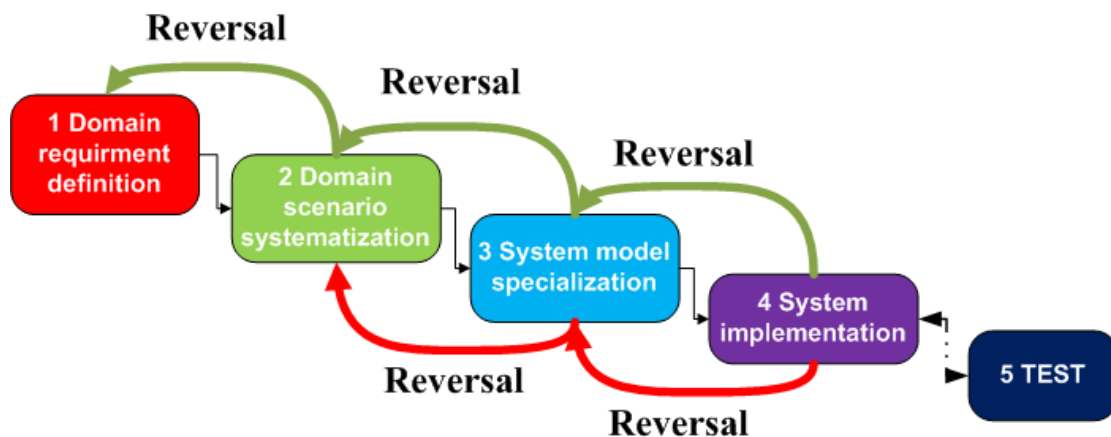 Reversal
Reversal
Reversal
1 Domain
requirment
definition
2 Domain
scenario
systematization
3 System model
specialization
4 System
implementation
5 TEST
Reversal
Reversal